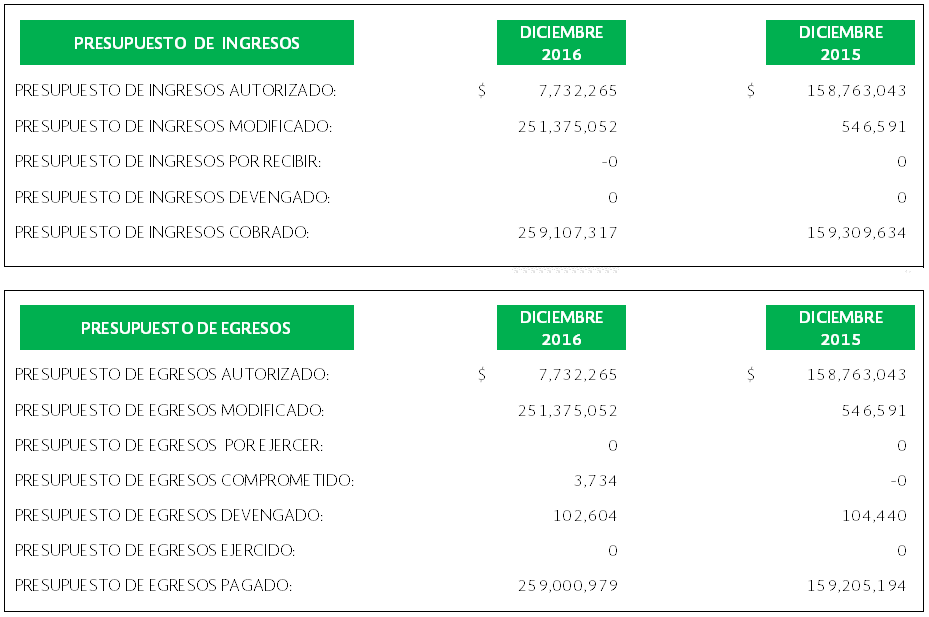 PRESUPUESTO DE INGRESOS DICIEMBRE 2016 DICIEMBRE 2015
PRESUPUESTO DE INGRESOS AUTORIZADO: $ 7,732,265 $ 158,763,043
PRESUPUESTO DE INGRESOS MODIFICADO: 251,375,052 546,591
PRESUPUESTO DE INGRESOS POR RECIBIR: -0 0
PRESUPUESTO DE INGRESOS DEVENGADO: 0 0
PRESUPUESTO DE INGRESOS COBRADO: 259,107,317 159,309,634
PRESUPUESTO DE EGRESOS DICIEMBRE 2016 DICIEMBRE 2015
PRESUPUESTO DE EGRESOS AUTORIZADO: $ 7,732,265 $ 158,763,043
PRESUPUESTO DE EGRESOS MODIFICADO: 251,375,052 546,591
PRESUPUESTO DE EGRESOS POR EJERCER: 0 0
PRESUPUESTO DE EGRESOS COMPROMETIDO: 3,734 -0
PRESUPUESTO DE EGRESOS DEVENGADO: 102,604 104,440
PRESUPUESTO DE EGRESOS EJERCIDO: 0 0
PRESUPUESTO DE EGRESOS PAGADO: 259,000,979 159,205,194